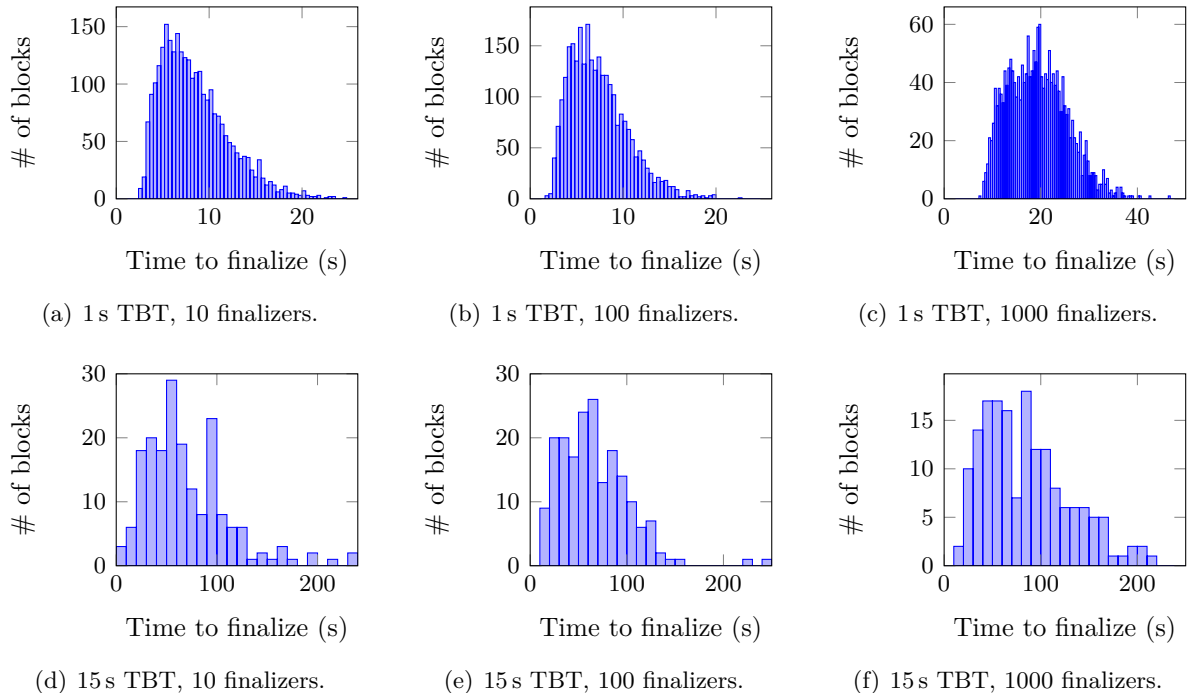 # of blocks
150
100
50
0
0 10 20
Time to finalize (s)
(a) 1 s TBT, 10 finalizers.
# of blocks
150
100
50
0
0 10 20
Time to finalize (s)
(b) 1 s TBT, 100 finalizers.
# of blocks
60
40
20
0
0 20 40
Time to finalize (s)
(c) 1 s TBT, 1000 finalizers.
# of blocks
30
20
10
0
0 100 200
Time to finalize (s)
(d) 15 s TBT, 10 finalizers.
# of blocks
30
20
10
0
0 100 200
Time to finalize (s)
(e) 15 s TBT, 100 finalizers.
# of blocks
15
10
5
0
0 100 200
Time to finalize (s)
(f) 15 s TBT, 1000 finalizers.